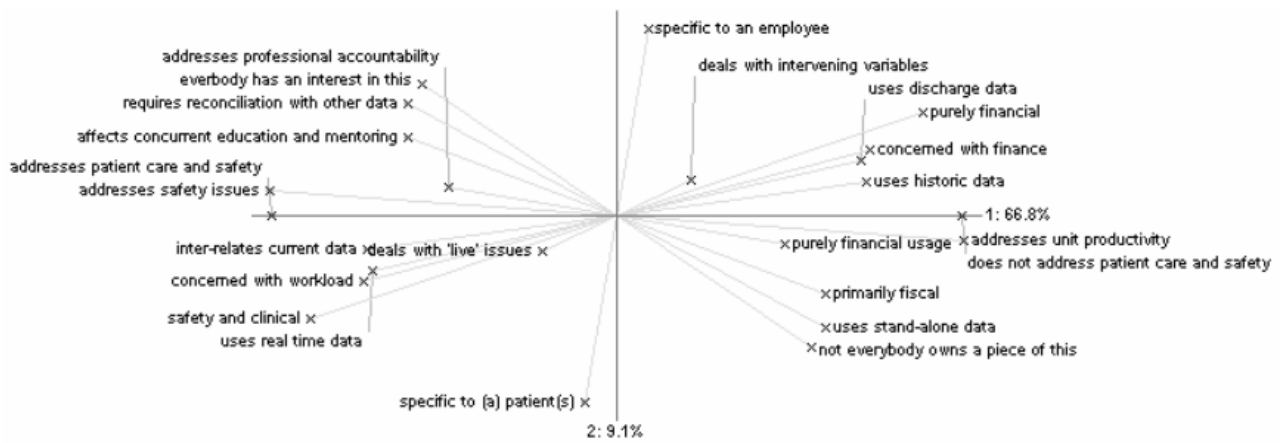 specific to an employee
addresses professional accountability
deals with intervening variables
everbody has an interest in this
uses discharge data
requires reconciliation with other data
purely financial
affects concurrent education and mentoring
concerned with finance
addresses patient care and safety
uses historic data
addresses safety issues
1: 66.8%
inter-relates current data
deals with 'live' issues
purely financial usage
addresses unit productivity
does not address patient care and safety
concerned with workload
primarily fiscal
safety and clinical
uses stand-alone data
uses real time data
not everybody owns a piece of this
specific to (a) patient(s)
2: 9.1%